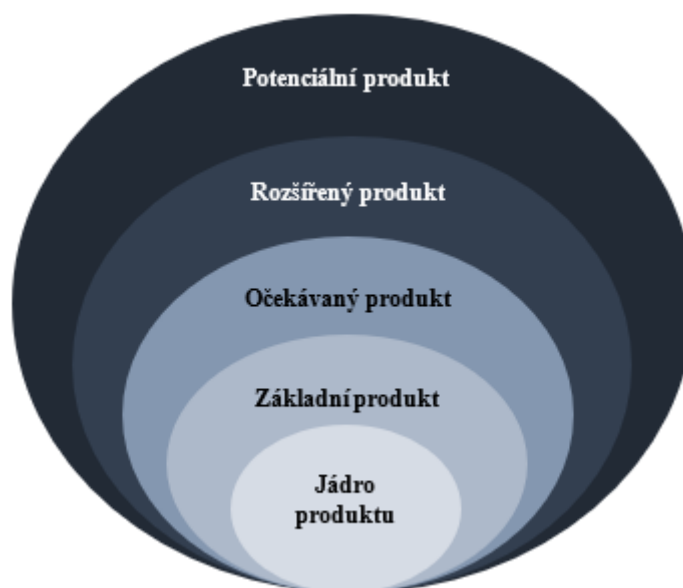 Potenciální produkt
Rozšířený produkt
Očekávaný produkt
Základní produkt
Jádro
produktu